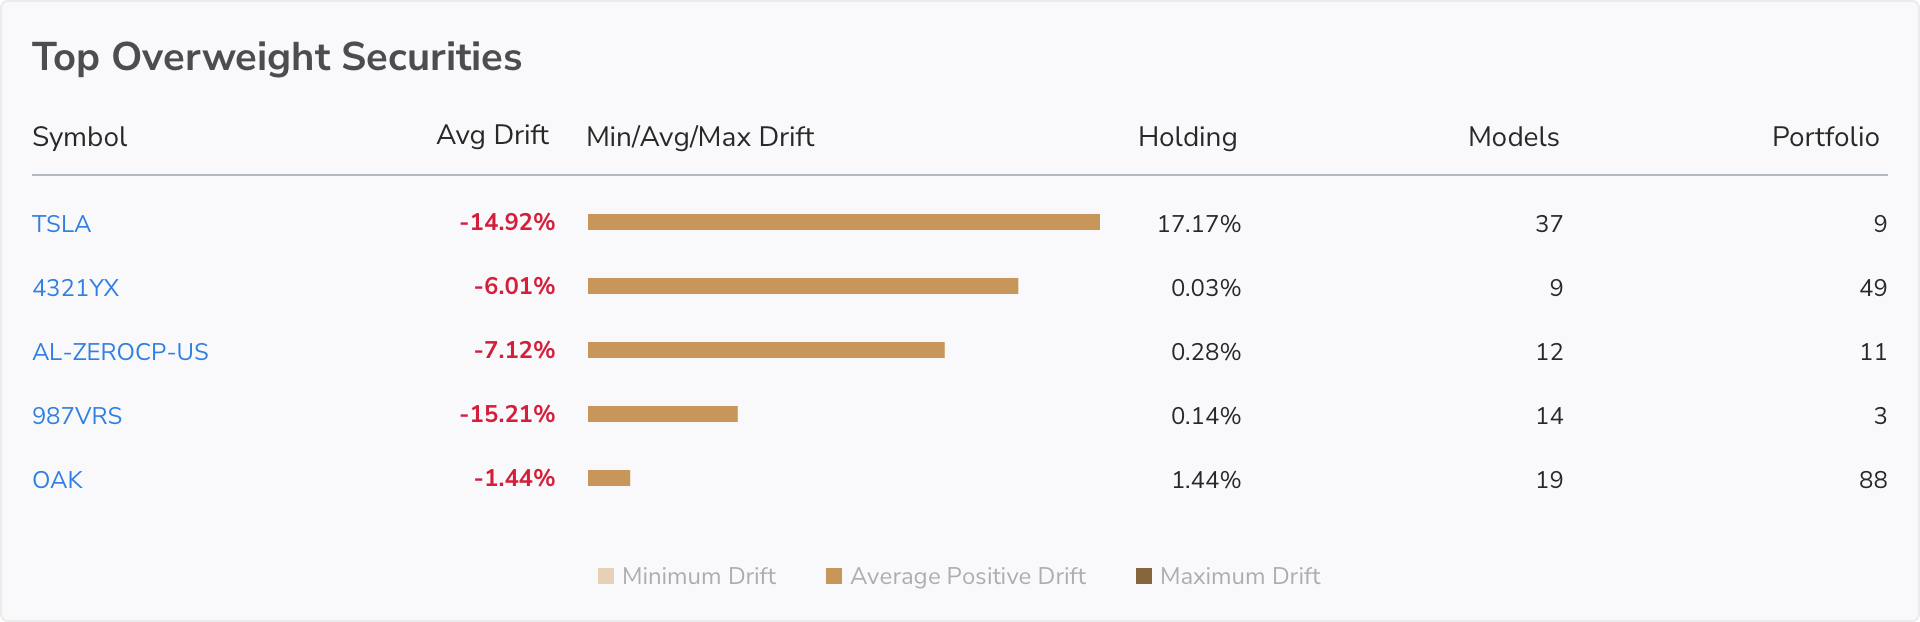 Top Overweight Securities
Symbol Avg Drift Min/Avg/Max Drift Holding Models Portfolio
TSLA -14.92% 17.17% 37 9
4321YX -6.01% 0.03% 9 49
AL-ZEROCP-US -7.12% 0.28% 12 11
987VRS -15.21% 0.14% 14 3
OAK -1.44% 1.44% 19 88
Minimum Drift Average Positive Drift Maximum Drift